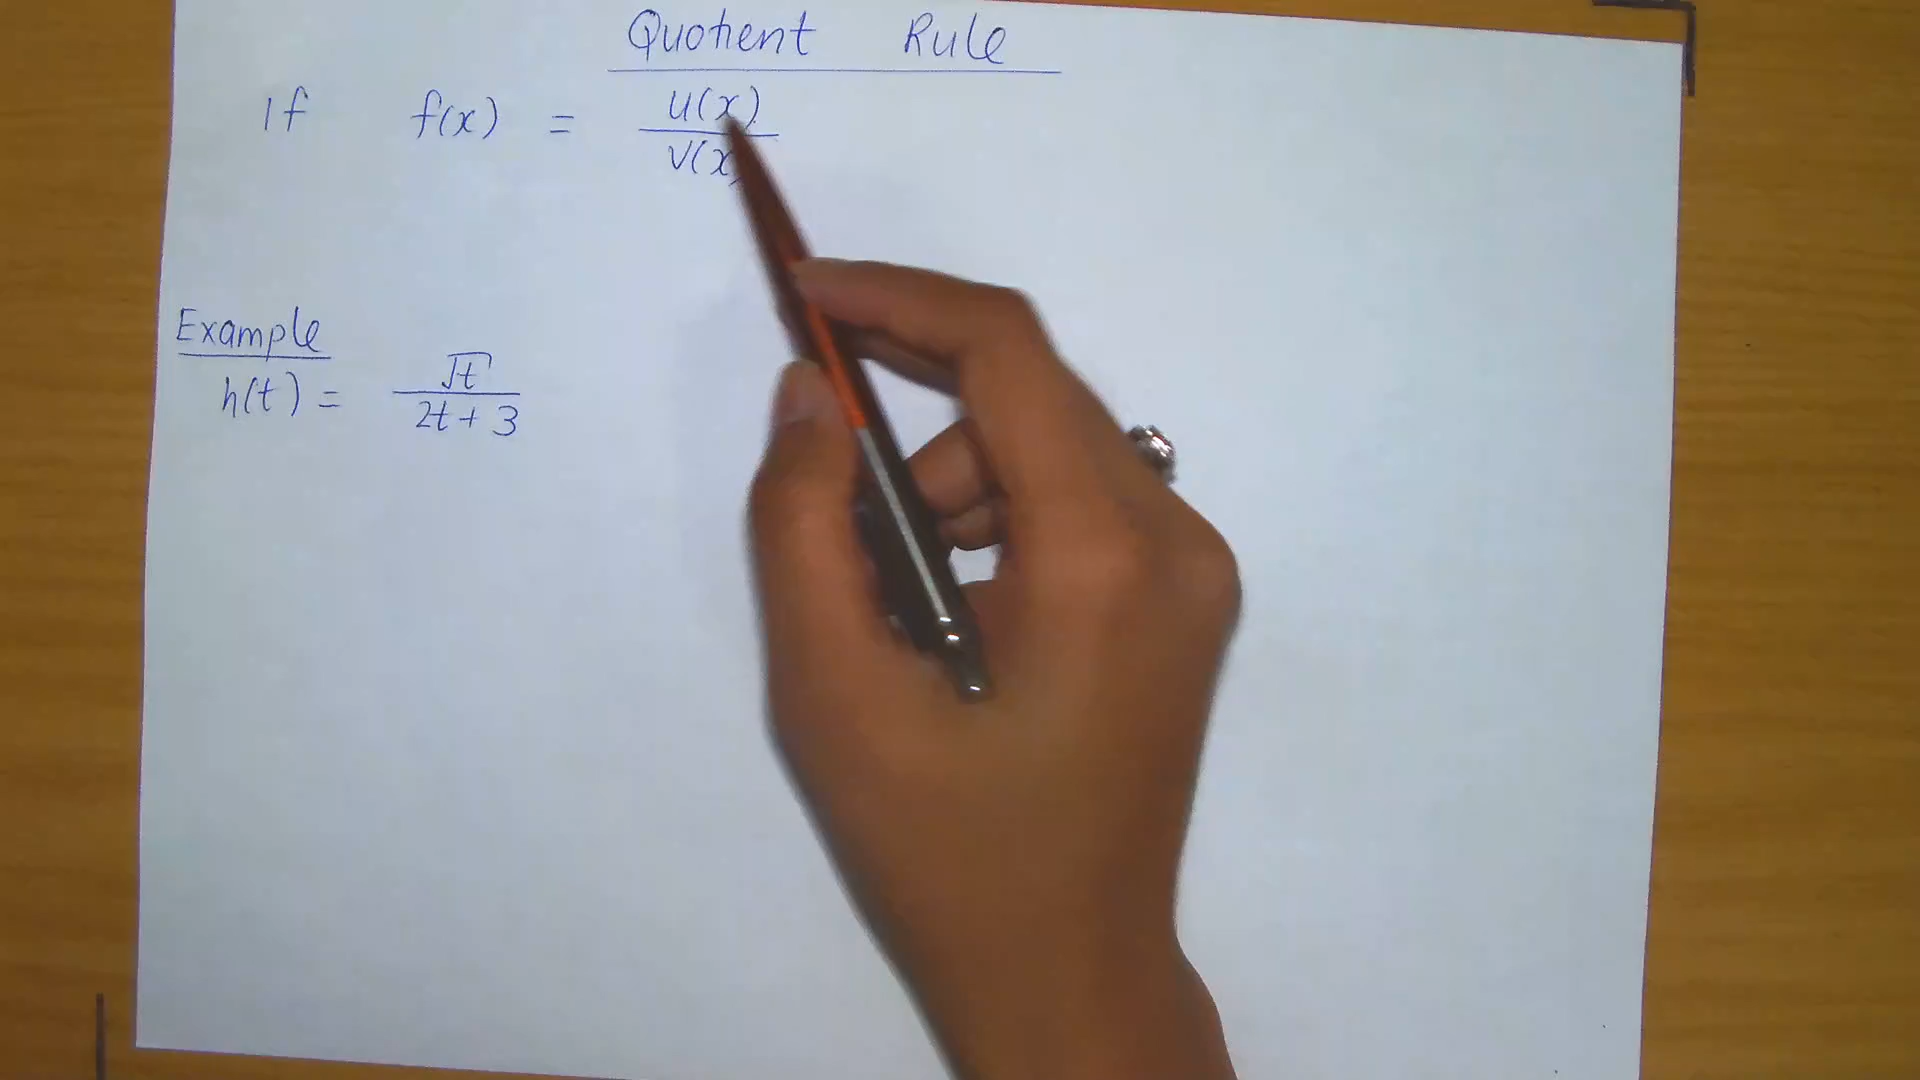 Quotient Rule
If f(x) = u(x)
v(x
Example
h(t) = √t
2t + 3